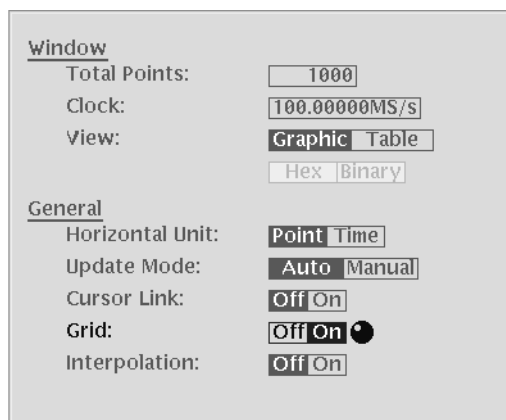 Window
Total Points: 1000
Clock: 100.00000MS/s
View: Graphic Table
Hex Binary
General
Horizontal Unit: Point Time
Update Mode: Auto Manual
Cursor Link: Off On
Grid: Off On
Interpolation: Off On